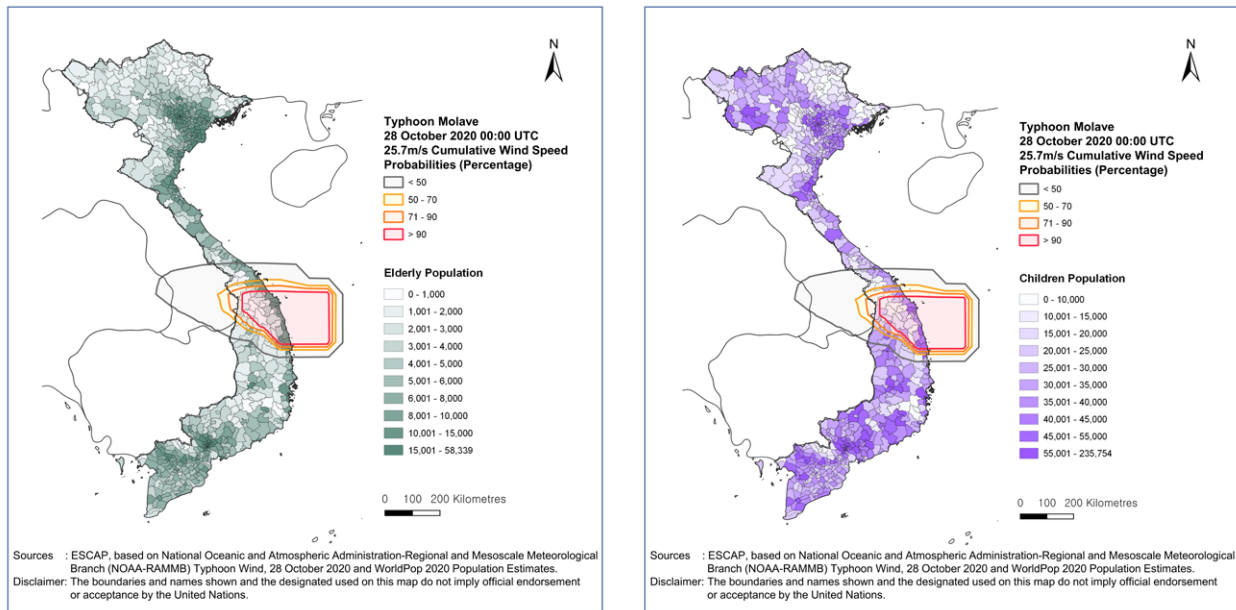 N
Typhoon Molave
28 October 2020 00:00 UTC
25.7m/s Cumulative Wind Speed
Probabilities (Percentage)
< 50
50 - 70
71 - 90
> 90
Elderly Population
0 - 1,000
1,001 - 2,000
2,001 - 3,000
3,001 - 4,000
4,001 - 5,000
5,001 - 6,000
6,001 - 8,000
8,001 - 10,000
10,001 - 15,000
15,001 - 58,339
0 100 200 Kilometres
Sources : ESCAP, based on National Oceanic and Atmospheric Administration-Regional and Mesoscale Meteorological
Branch (NOAA-RAMMB) Typhoon Wind, 28 October 2020 and WorldPop 2020 Population Estimates.
Disclaimer: The boundaries and names shown and the designated used on this map do not imply official endorsement
or acceptance by the United Nations.
N
Typhoon Molave
28 October 2020 00:00 UTC
25.7m/s Cumulative Wind Speed
Probabilities (Percentage)
< 50
50 - 70
71 - 90
> 90
Children Population
0 - 10,000
10,001 - 15,000
15,001 - 20,000
20,001 - 25,000
25,001 - 30,000
30,001 - 35,000
35,001 - 40,000
40,001 - 45,000
45,001 - 55,000
55,001 - 235,754
0 100 200 Kilometres
Sources : ESCAP, based on National Oceanic and Atmospheric Administration-Regional and Mesoscale Meteorological
Branch (NOAA-RAMMB) Typhoon Wind, 28 October 2020 and WorldPop 2020 Population Estimates.
Disclaimer: The boundaries and names shown and the designated used on this map do not imply official endorsement
or acceptance by the United Nations.